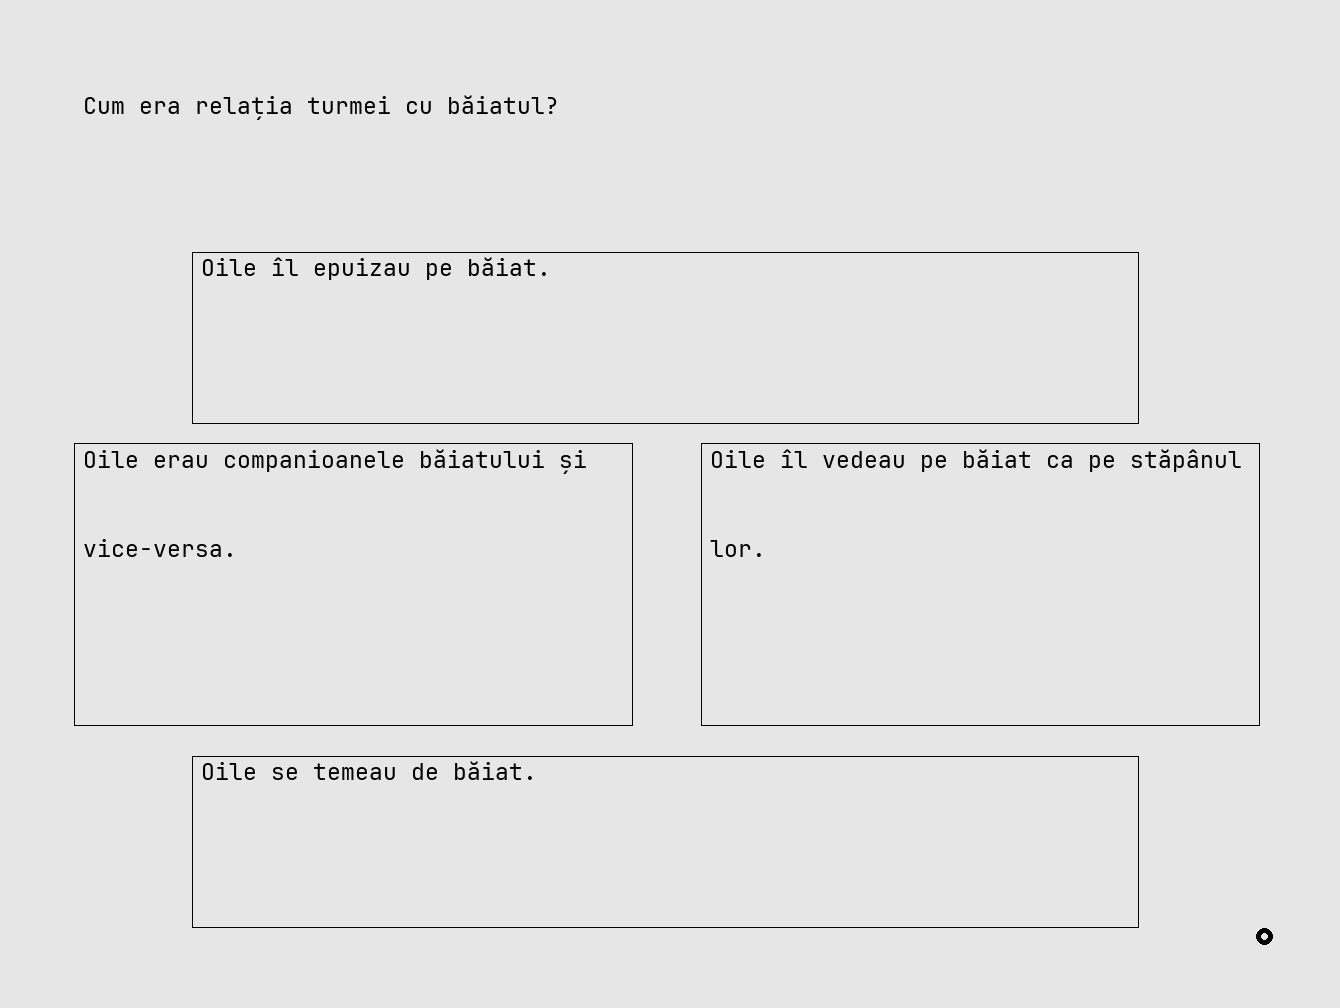 Cum era relația turmei cu băiatul?
Oile îl epuizau pe băiat.
Oile erau companioanele băiatului și
vice-versa.
Oile îl vedeau pe băiat ca pe stăpânul
lor.
Oile se temeau de băiat.